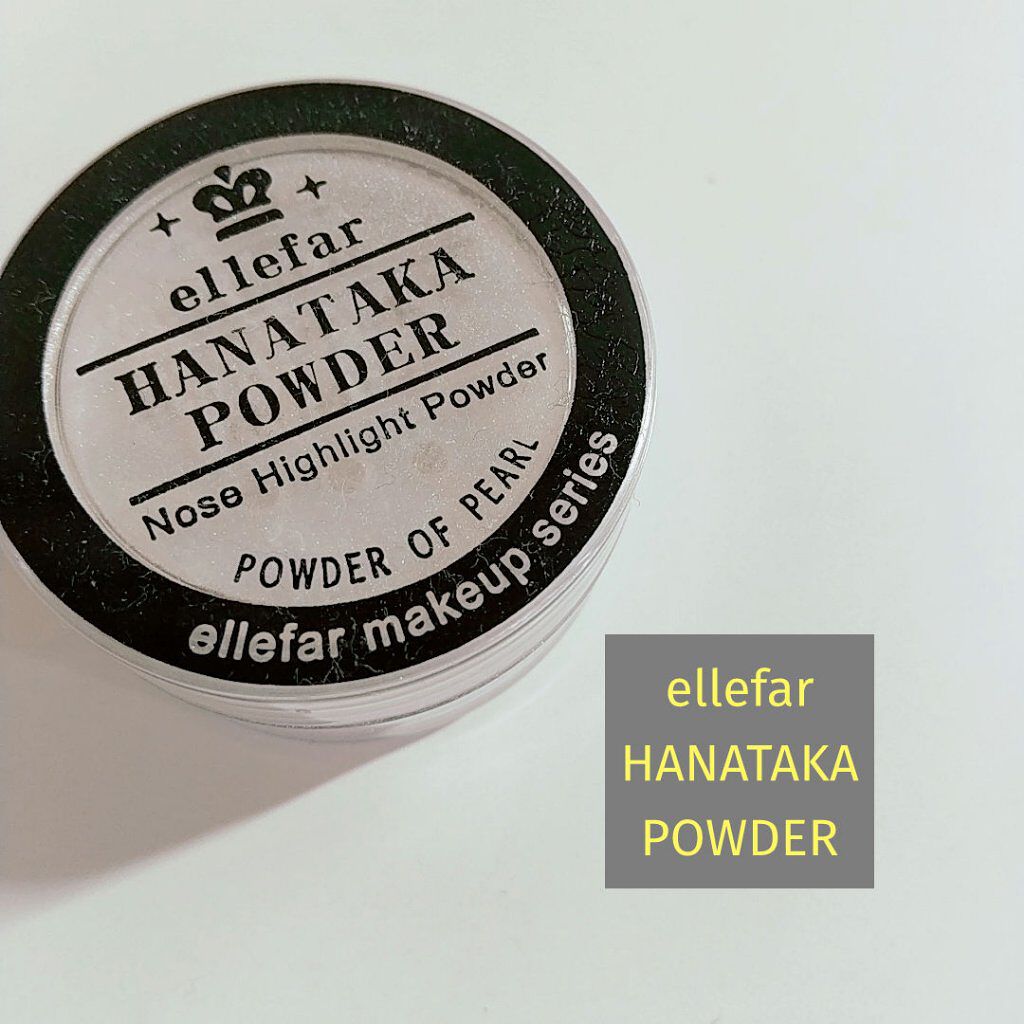 ellefar
HANATAKA
POWDER
Nose Highlight Powder
POWDER OF PEARL
ellefar makeup series
ellefar
HANATAKA
POWDER